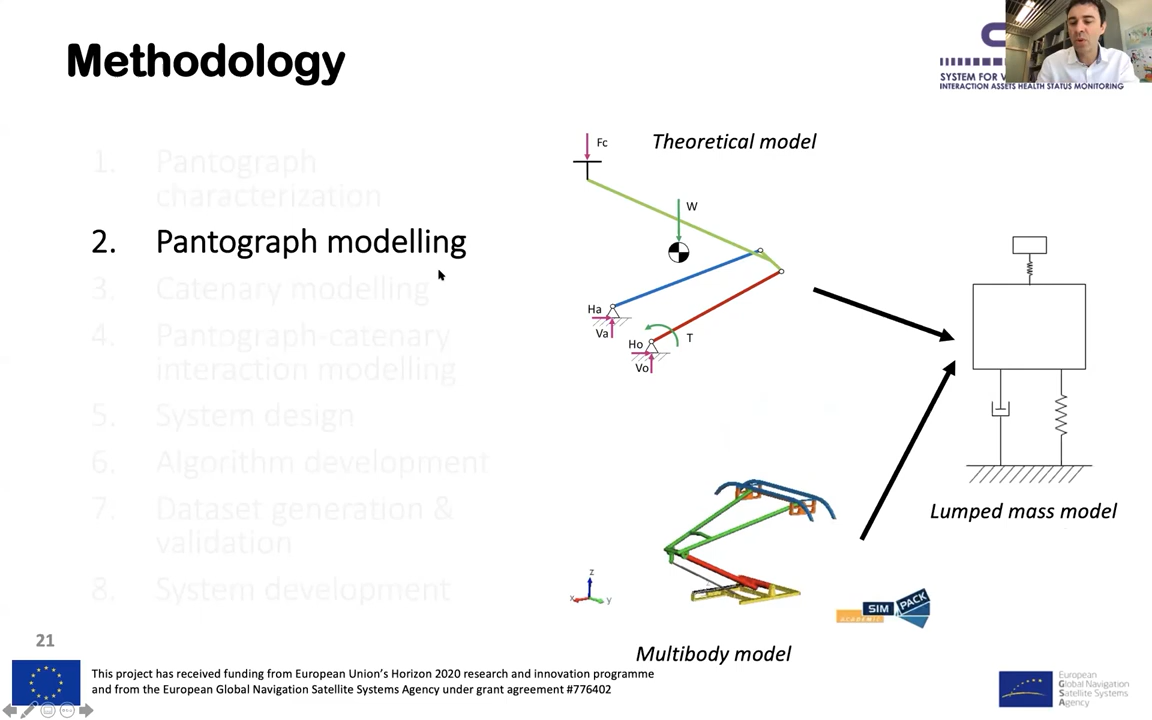 Methodology
SYSTEM FOR V
INTERACTION ASSETS HEALTH STATUS MONITORING
1. Pantograph
characterization
2. Pantograph modelling
3. Catenary modelling
4. Pantograph-catenary
interaction modelling
5. System design
6. Algorithm development
7. Dataset generation &
validation
8. System development
Theoretical model
Fc
W
Ha
Va
Ho
T
Vo
Lumped mass model
z
x
y
SIMPACK
ACADEMIC
Multibody model
21
This project has received funding from European Union's Horizon 2020 research and innovation programme
and from the European Global Navigation Satellite Systems Agency under grant agreement #776402
European
Global Navigation
Satellite Systems
Agency